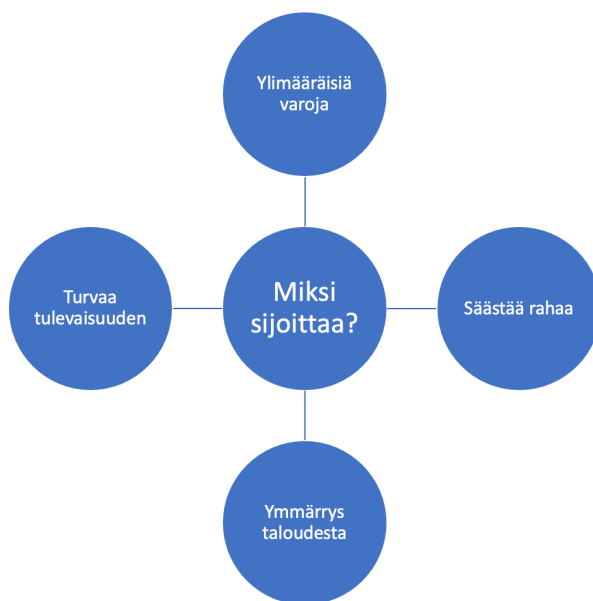 Ylimääräisiä
varoja
Turvaa
tulevaisuuden
Miksi
sijoittaa?
Säästää rahaa
Ymmärrys
taloudesta